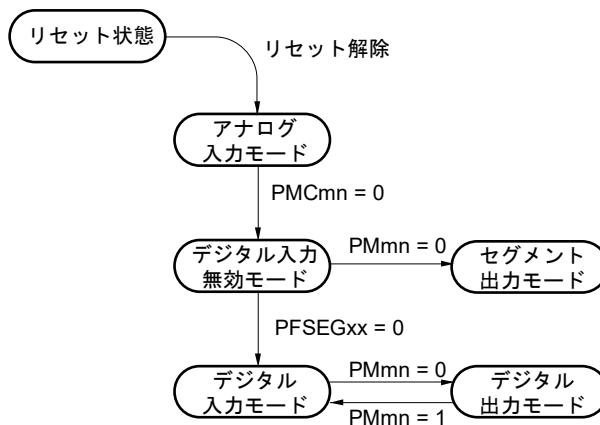 リセット状態
リセット解除
アナログ
入力モード
PMCmn = 0
デジタル入力
無効モード
PMmn = 0
セグメント
出力モード
PFSEGxx = 0
デジタル
入力モード
PMmn = 0
PMmn = 1
デジタル
出力モード